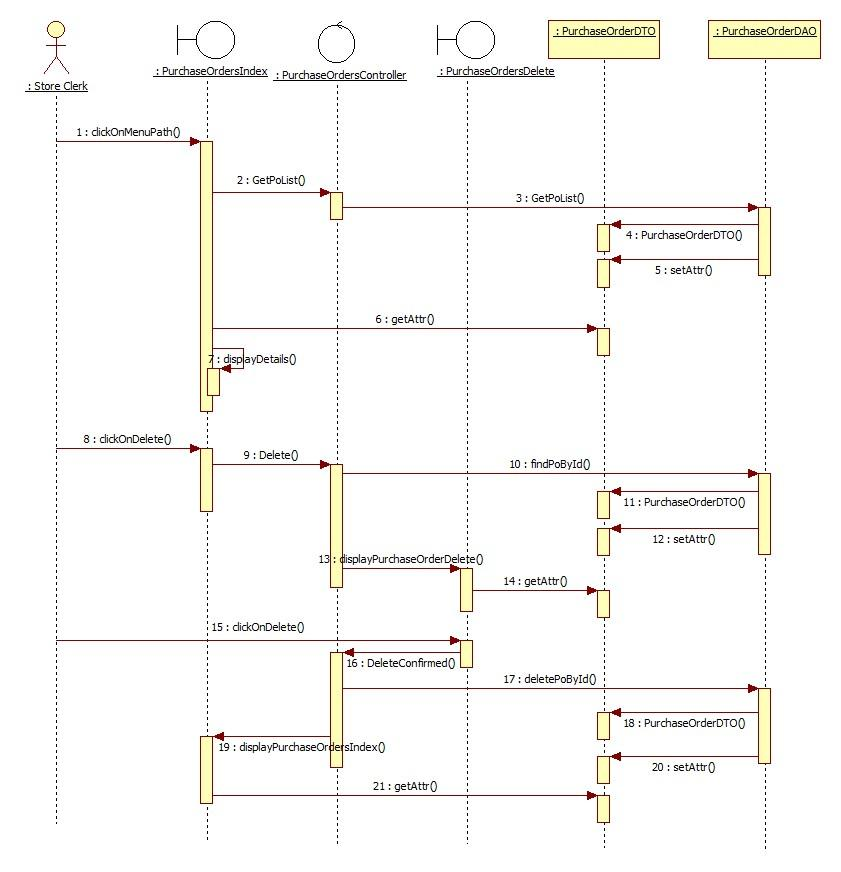 : Store Clerk
: PurchaseOrdersIndex
: PurchaseOrdersController
: PurchaseOrdersDelete
: PurchaseOrderDTO
: PurchaseOrderDAO
1 : clickOnMenuPath()
2 : GetPoList()
3 : GetPoList()
4 : PurchaseOrderDTO()
5 : setAttr()
6 : getAttr()
7 : displayDetails()
8 : clickOnDelete()
9 : Delete()
10 : findPoById()
11 : PurchaseOrderDTO()
12 : setAttr()
13 : displayPurchaseOrderDelete()
14 : getAttr()
15 : clickOnDelete()
16 : DeleteConfirmed()
17 : deletePoById()
18 : PurchaseOrderDTO()
19 : displayPurchaseOrdersIndex()
20 : setAttr()
21 : getAttr()